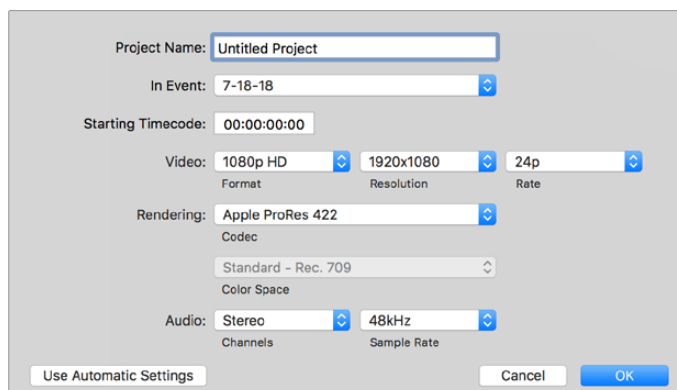 Project Name: Untitled Project
In Event: 7-18-18
Starting Timecode: 00:00:00:00
Video: 1080p HD 1920x1080 24p
Format Resolution Rate
Rendering: Apple ProRes 422
Codec
Standard - Rec. 709
Color Space
Audio: Stereo 48kHz
Channels Sample Rate
Use Automatic Settings Cancel OK